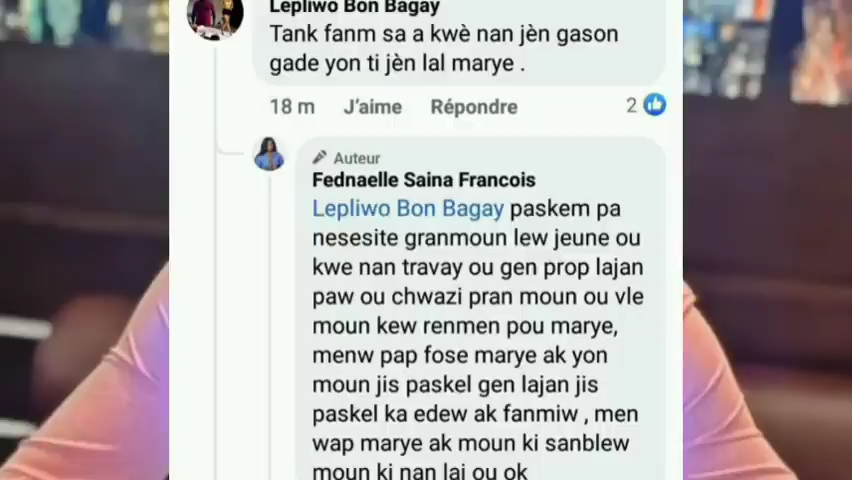 Lepliwo Bon Bagay
Tank fanm sa a kwè nan jèn gason
gade yon ti jèn lal marye .
18 m J'aime Répondre 2
Auteur
Fednaelle Saina Francois
Lepliwo Bon Bagay paskem pa
nesesite granmoun lew jeune ou
kwe nan travay ou gen prop lajan
paw ou chwazi pran moun ou vle
moun kew renmen pou marye,
menw pap fose marye ak yon
moun jis paskel gen lajan jis
paskel ka edew ak fanmiw , men
wap marye ak moun ki sanblew
moun ki nan laj ou ok